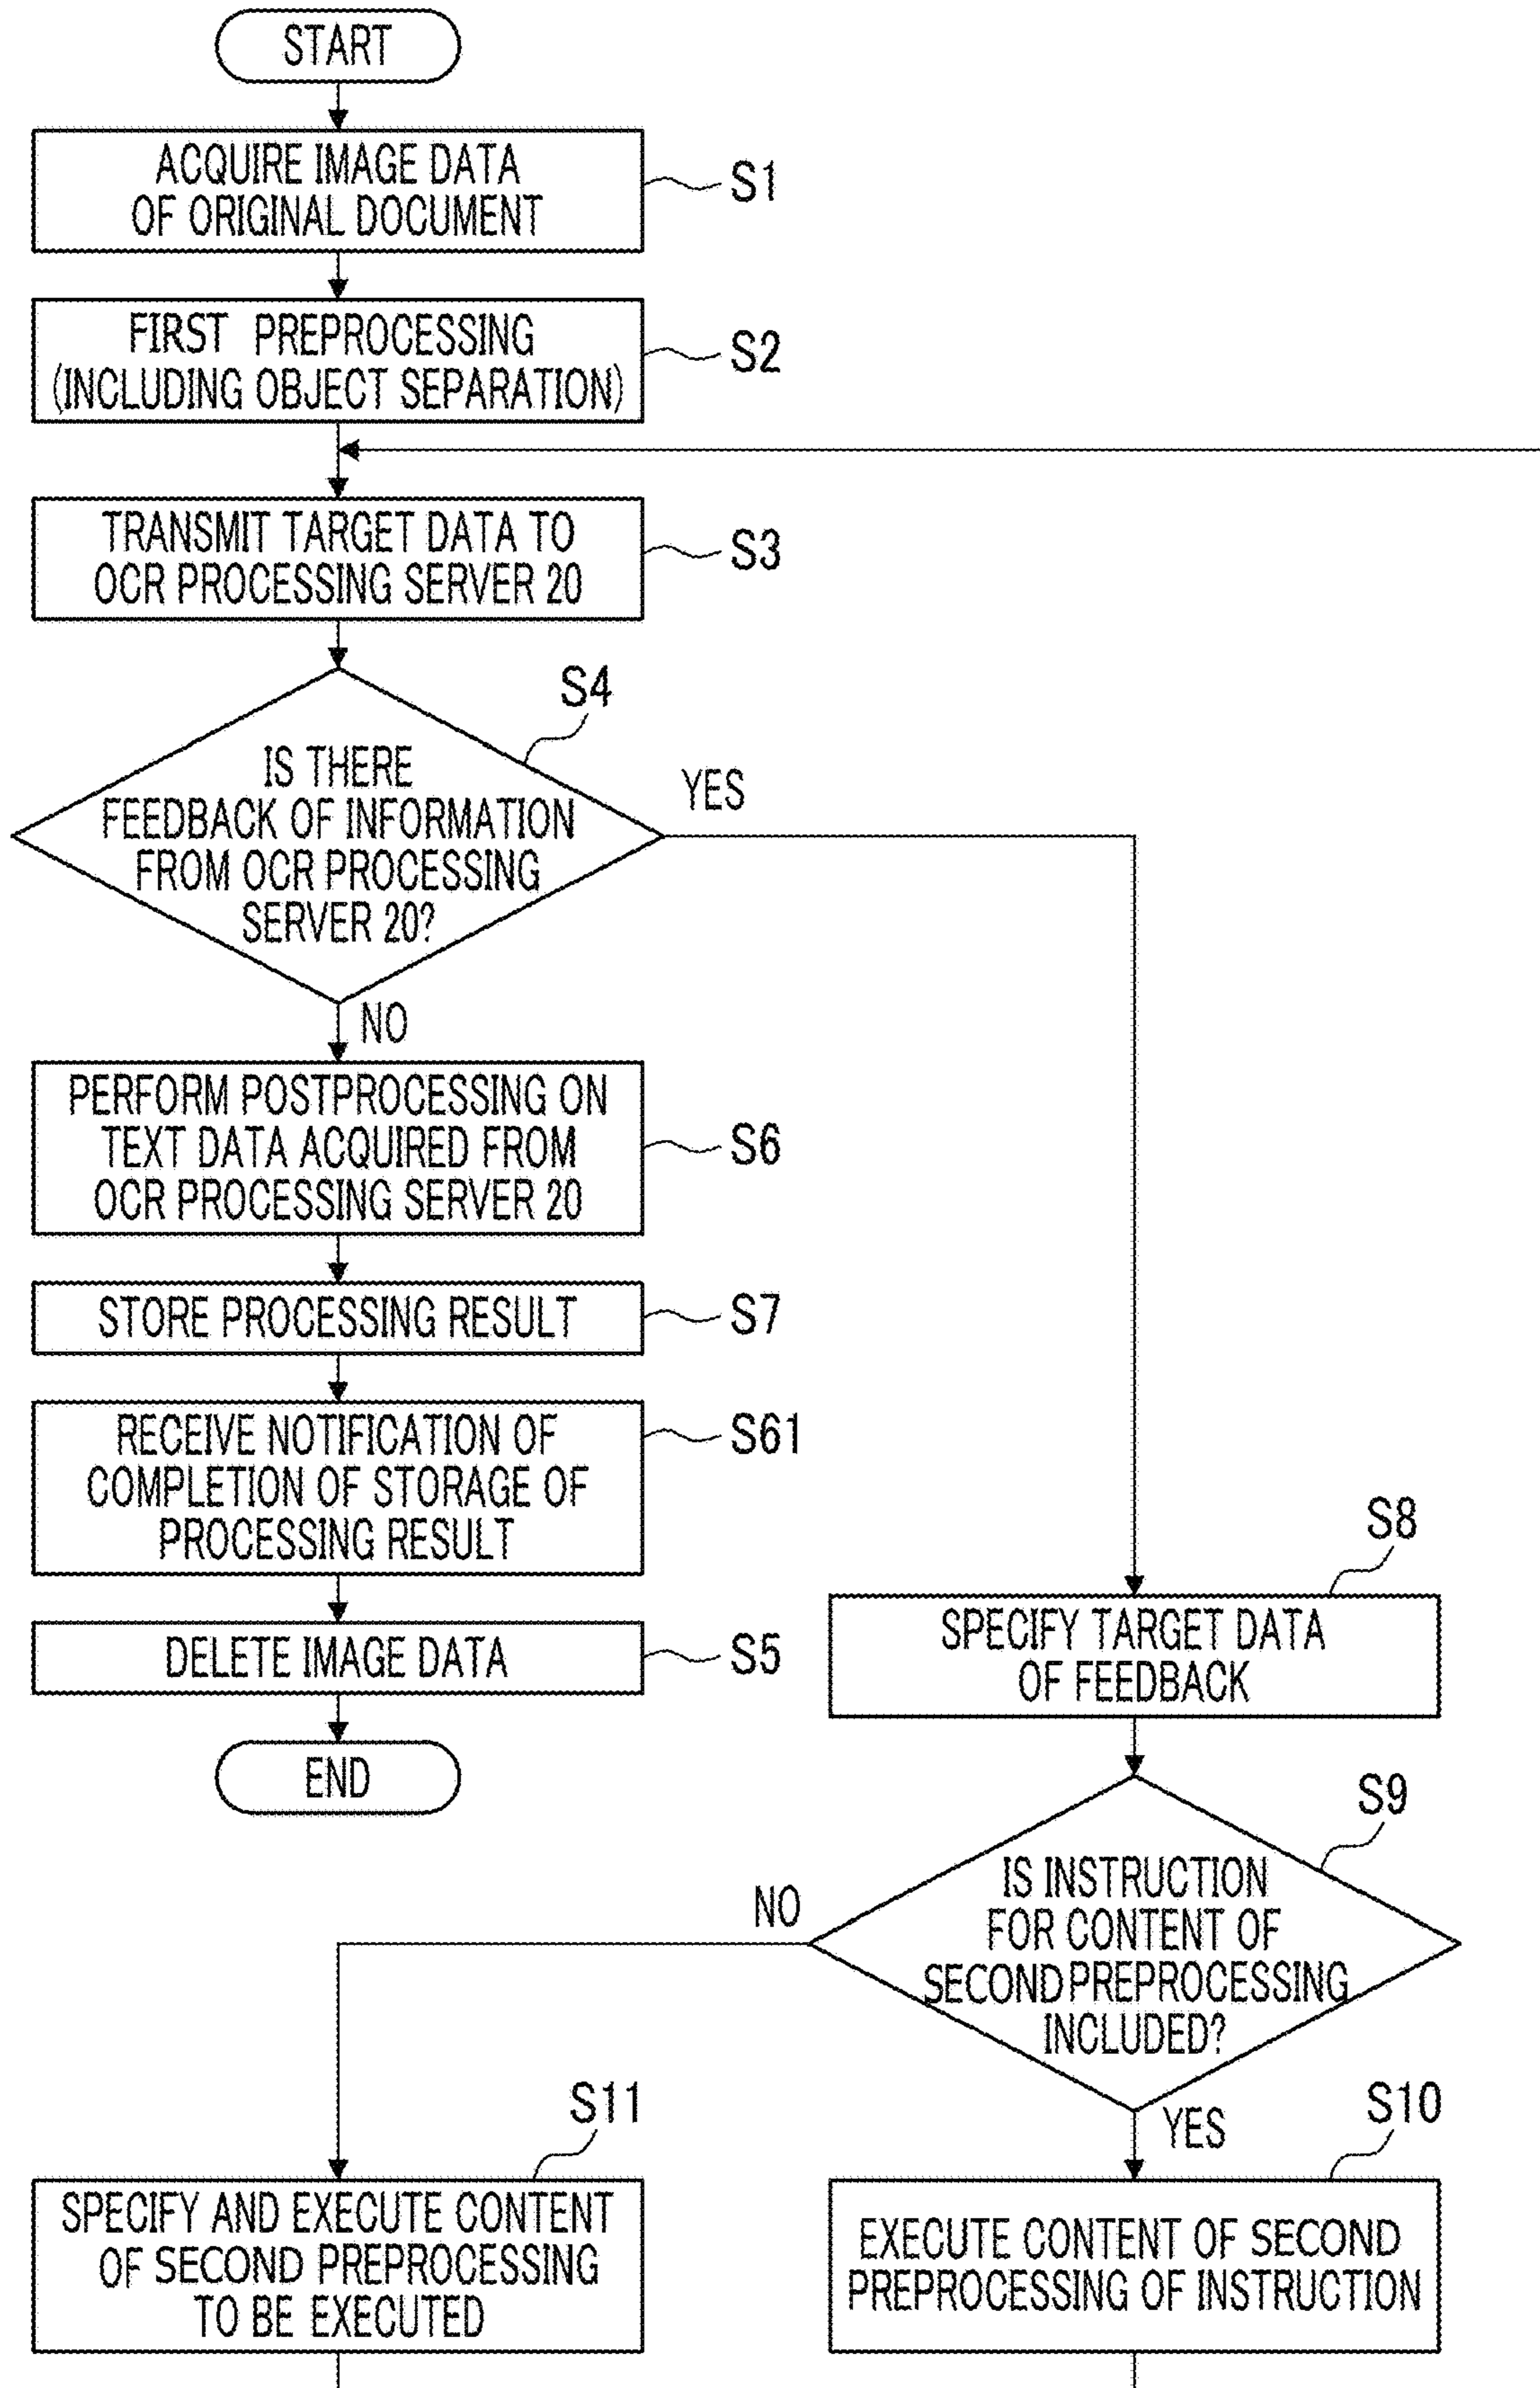 START
ACQUIRE IMAGE DATA
OF ORIGINAL DOCUMENT
S1
FIRST PREPROCESSING
(INCLUDING OBJECT SEPARATION)
S2
TRANSMIT TARGET DATA TO
OCR PROCESSING SERVER 20
S3
S4
IS THERE
FEEDBACK OF INFORMATION
FROM OCR PROCESSING
SERVER 20?
YES
NO
PERFORM POSTPROCESSING ON
TEXT DATA ACQUIRED FROM
OCR PROCESSING SERVER 20
S6
STORE PROCESSING RESULT
S7
RECEIVE NOTIFICATION OF
COMPLETION OF STORAGE OF
PROCESSING RESULT
S61
DELETE IMAGE DATA
S5
END
S8
SPECIFY TARGET DATA
OF FEEDBACK
S9
IS INSTRUCTION
FOR CONTENT OF
SECOND PREPROCESSING
INCLUDED?
NO
YES
S11
SPECIFY AND EXECUTE CONTENT
OF SECOND PREPROCESSING
TO BE EXECUTED
S10
EXECUTE CONTENT OF SECOND
PREPROCESSING OF INSTRUCTION